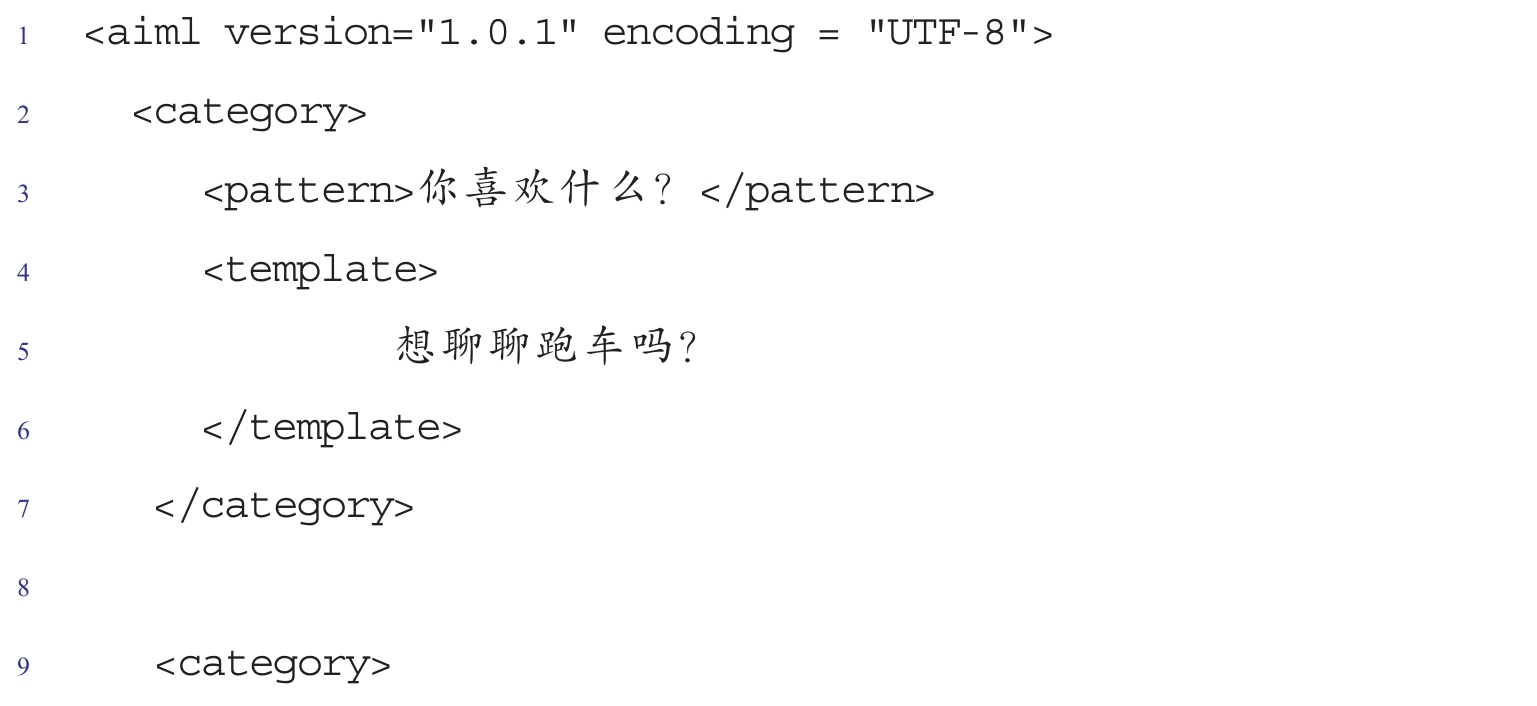 1 <aiml version="1.0.1" encoding = "UTF-8">
2 <category>
3 <pattern>你喜欢什么？</pattern>
4 <template>
5 想聊聊跑车吗？
6 </template>
7 </category>
8
9 <category>